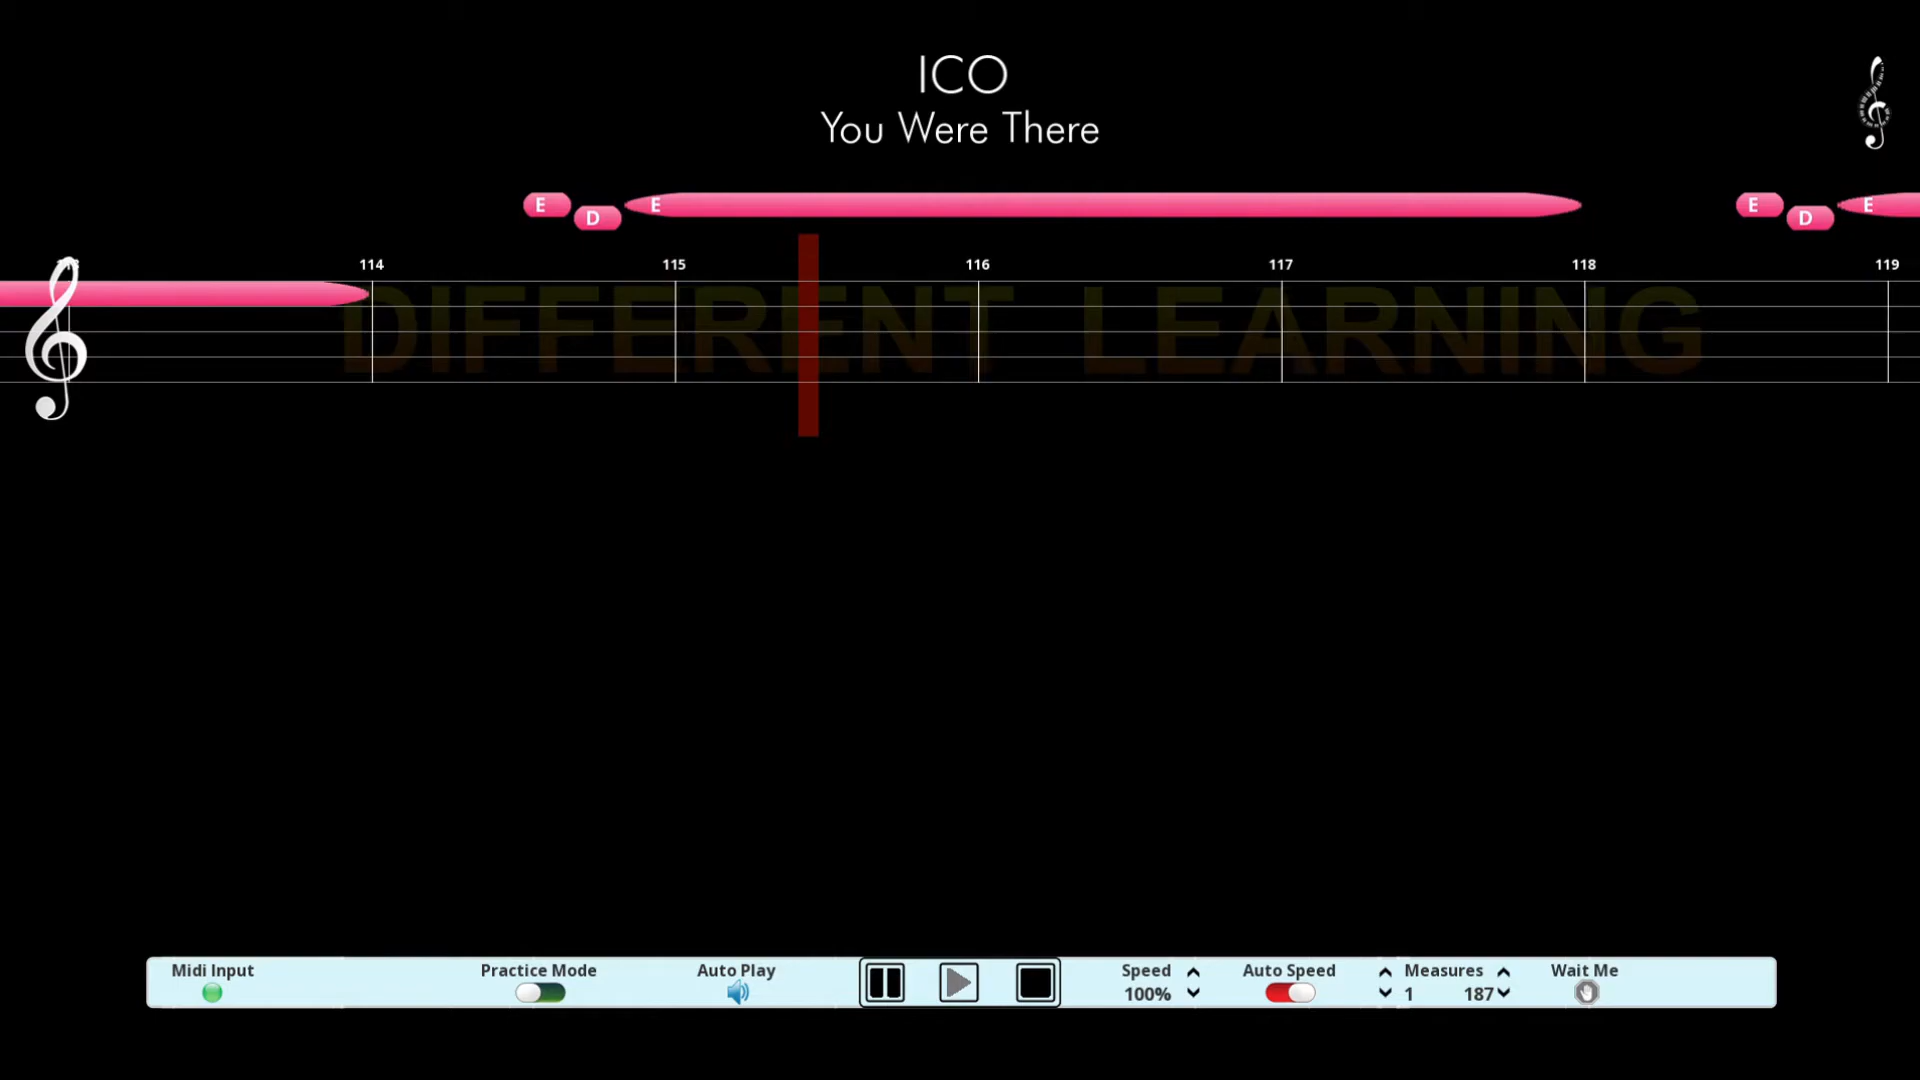 ICO
You Were There
E D E E D E
114 115 116 117 118 119
DIFFERENT LEARNING
Midi Input Practice Mode Auto Play Speed Auto Speed Measures Wait Me
100% 1 187